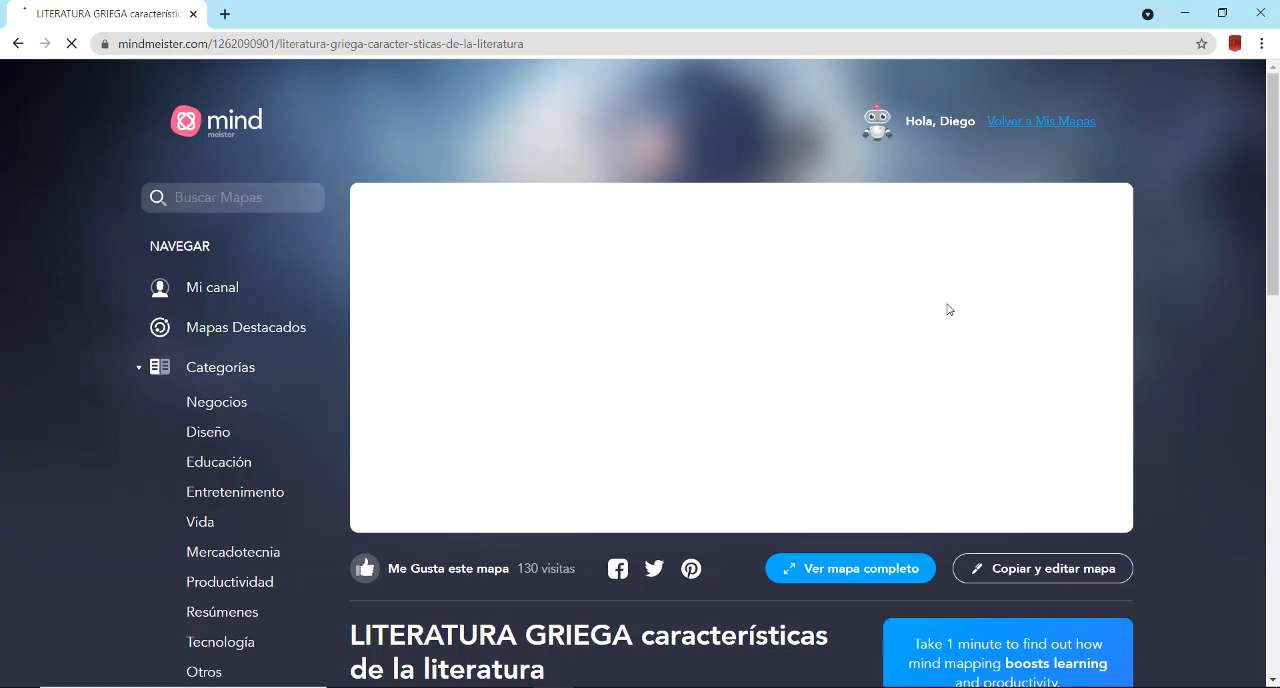 LITERATURA GRIEGA característic
mindmeister.com/1262090901/literatura-griega-caracter-sticas-de-la-literatura
mind
meister
Hola, Diego Volver a Mis Mapas
Buscar Mapas
NAVEGAR
Mi canal
Mapas Destacados
Categorías
Negocios
Diseño
Educación
Entretenimento
Vida
Mercadotecnia
Productividad
Resúmenes
Tecnología
Otros
Me Gusta este mapa 130 visitas
Ver mapa completo
Copiar y editar mapa
LITERATURA GRIEGA características
de la literatura
Take 1 minute to find out how
mind mapping boosts learning
and productivity.